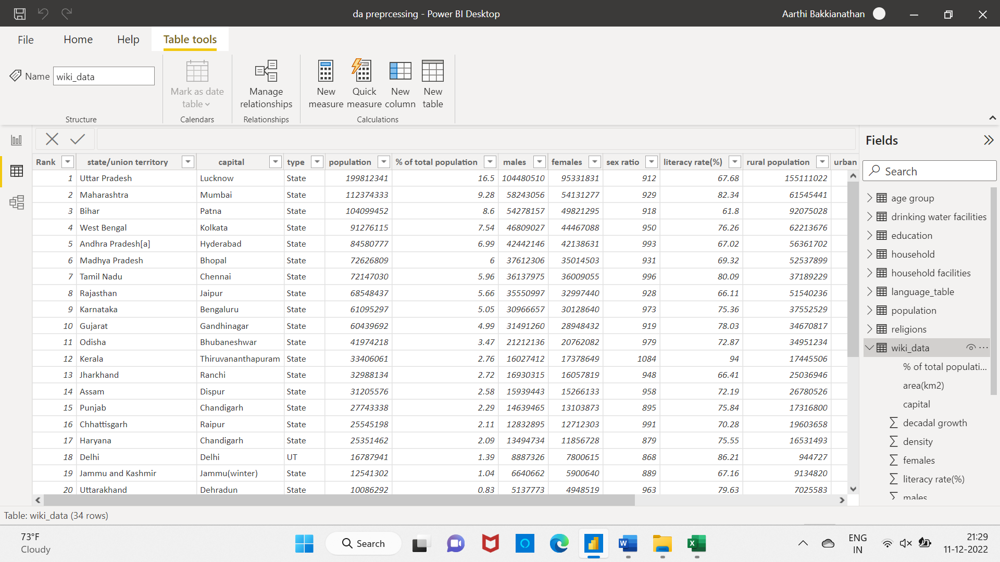 da preprcessing - Power BI Desktop
Aarthi Bakkianathan
File Home Help Table tools
Name wiki_data
Mark as date table
Manage relationships
New measure
Quick measure
New column
New table
Structure Calendars Relationships Calculations
Fields
Search
Rank state/union territory capital type population % of total population males females sex ratio literacy rate(%) rural population urban
1 Uttar Pradesh Lucknow State 199812341 16.5 104480510 95331831 912 67.68 155111022
2 Maharashtra Mumbai State 112374333 9.28 58243056 54131277 929 82.34 61545441
3 Bihar Patna State 104099452 8.6 54278157 49821295 918 61.8 92075028
4 West Bengal Kolkata State 91276115 7.54 46809027 44467088 950 76.26 62213676
5 Andhra Pradesh[a] Hyderabad State 84580777 6.99 42442146 42138631 993 67.02 56361702
6 Madhya Pradesh Bhopal State 72626809 6 37612306 35014503 931 69.32 52537899
7 Tamil Nadu Chennai State 72147030 5.96 36137975 36009055 996 80.09 37189229
8 Rajasthan Jaipur State 68548437 5.66 35550997 32997440 928 66.11 51540236
9 Karnataka Bengaluru State 61095297 5.05 30966657 30128640 973 75.36 37552529
10 Gujarat Gandhinagar State 60439692 4.99 31491260 28948432 919 78.03 34670817
11 Odisha Bhubaneshwar State 41974218 3.47 21212136 20762082 979 72.87 34951234
12 Kerala Thiruvananthapuram State 33406061 2.76 16027412 17378649 1084 94 17445506
13 Jharkhand Ranchi State 32988134 2.72 16930315 16057819 948 66.41 25036946
14 Assam Dispur State 31205576 2.58 15939443 15266133 958 72.19 26780526
15 Punjab Chandigarh State 27743338 2.29 14639465 13103873 895 75.84 17316800
16 Chhattisgarh Raipur State 25545198 2.11 12832895 12712303 991 70.28 19603658
17 Haryana Chandigarh State 25351462 2.09 13494734 11856728 879 75.55 16531493
18 Delhi Delhi UT 16787941 1.39 8887326 7800615 868 86.21 944727
19 Jammu and Kashmir Jammu(winter) State 12541302 1.04 6640662 5900640 889 67.16 9134820
20 Uttarakhand Dehradun State 10086292 0.83 5137773 4948519 963 79.63 7025583
age group
drinking water facilities
education
household
household facilities
language_table
population
religions
wiki_data
% of total populati...
area(km2)
capital
decadal growth
density
females
literacy rate(%)
males
Table: wiki_data (34 rows)
73°F
Cloudy
Search
ENG
IN
21:29
11-12-2022